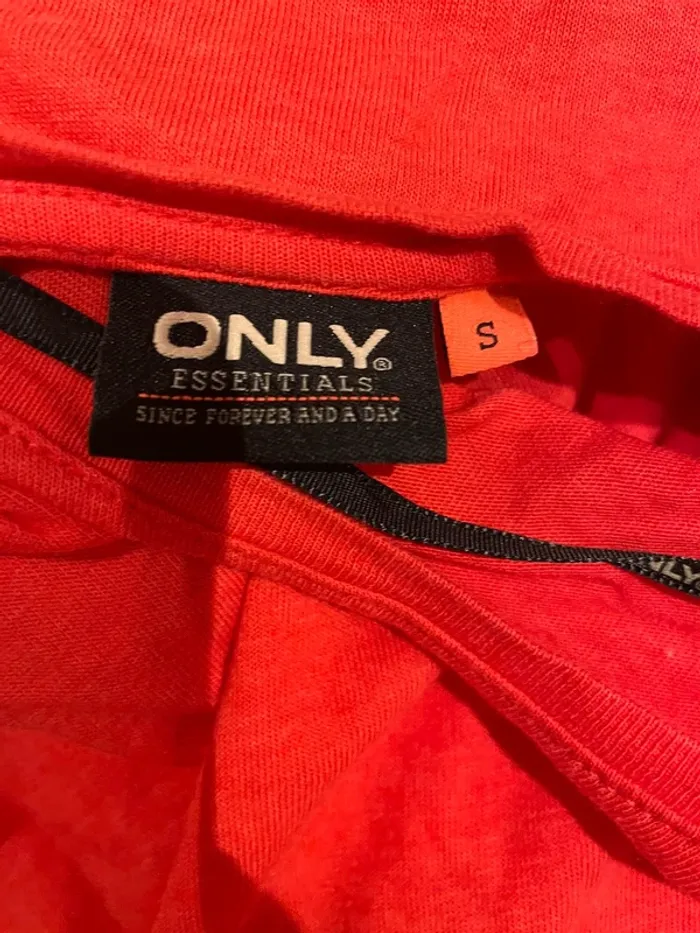 ONLY®
ESSENTIALS
SINCE FOREVER AND A DAY
S